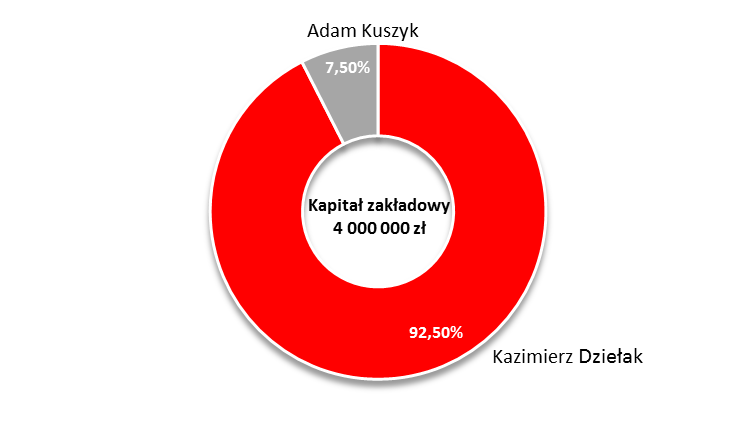 Adam Kuszyk
7,50%
Kapitał zakładowy
4 000 000 zł
92,50%
Kazimierz Dziełak